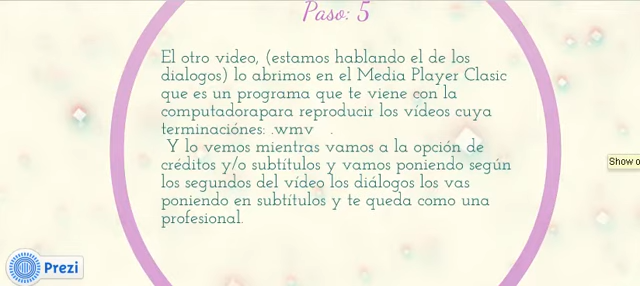 Paso: 5
El otro video, (estamos hablando el de los
dialogos) lo abrimos en el Media Player Clasic
que es un programa que te viene con la
computadorapara reproducir los vídeos cuya
terminaciónes: .wmv .
Y lo vemos mientras vamos a la opción de
créditos y/o subtítulos y vamos poniendo según
los segundos del vídeo los diálogos los vas
poniendo en subtítulos y te queda como una
profesional.
Show o
Prezi